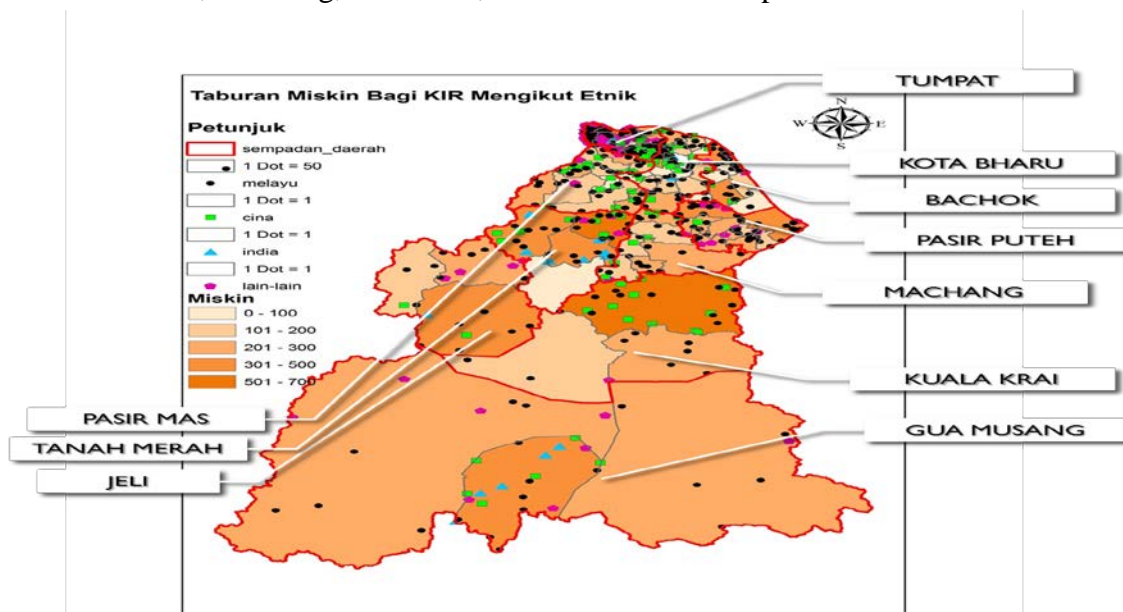 Taburan Miskin Bagi KIR Mengikut Etnik
Petunjuk
sempadan_daerah
1 Dot = 50
melayu
1 Dot = 1
cina
1 Dot = 1
india
1 Dot = 1
lain-lain
Miskin
0 - 100
101 - 200
201 - 300
301 - 500
501 - 700
N
W E
S
TUMPAT
KOTA BHARU
BACHOK
PASIR PUTEH
MACHANG
KUALA KRAI
GUA MUSANG
PASIR MAS
TANAH MERAH
JELI